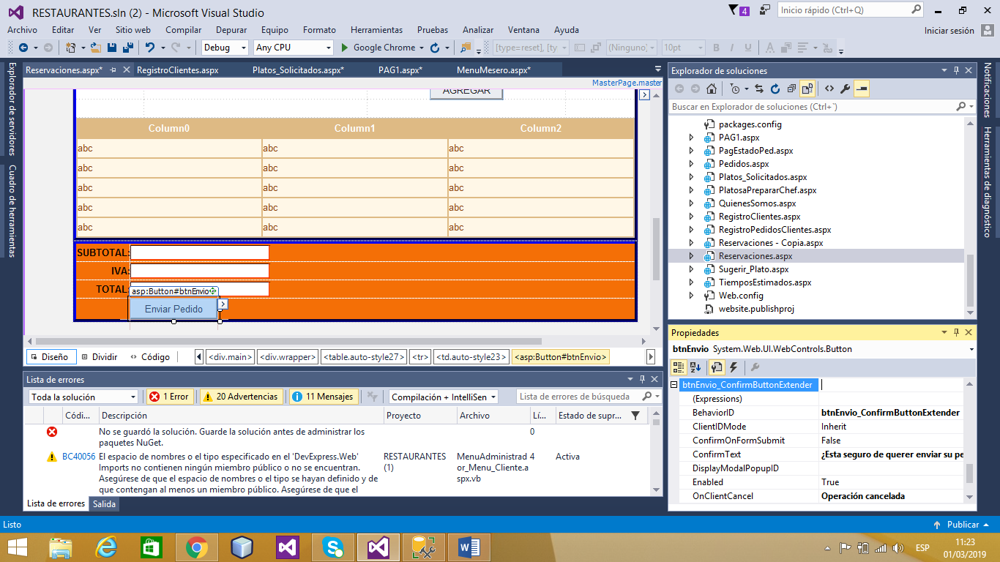 RESTAURANTES.sln (2) - Microsoft Visual Studio
4
Inicio rápido (Ctrl+Q)
Archivo Editar Ver Sitio web Compilar Depurar Equipo Formato Herramientas Pruebas Analizar Ventana Ayuda
Iniciar sesión
Debug Any CPU Google Chrome [type=reset], [ty (Ninguno) 10pt B I U A
Explorador de servidores
Cuadro de herramientas
Reservaciones.aspx* RegistroClientes.aspx Platos_Solicitados.aspx* PAG1.aspx* MenuMesero.aspx*
MasterPage.master
AGREGAR
Column0 Column1 Column2
abc abc abc
abc abc abc
abc abc abc
abc abc abc
abc abc abc
SUBTOTAL:
IVA:
TOTAL:
asp:Button#btnEnvio
Enviar Pedido
Diseño Dividir Código <div.main> <div.wrapper> <table.auto-style27> <tr> <td.auto-style23> <asp:Button#btnEnvio>
Lista de errores
Toda la solución 1 Error 20 Advertencias 11 Mensajes Compilación + IntelliSen Lista de errores de búsqueda
Códi... Descripción Proyecto Archivo Lí... Estado de supr...
No se guardó la solución. Guarde la solución antes de administrar los 0
paquetes NuGet.
BC40056 El espacio de nombres o el tipo especificado en el 'DevExpress.Web' RESTAURANTES MenuAdministrad 4 Activa
Imports no contienen ningún miembro público o no se encuentran. (1) or_Menu_Cliente.a
Asegúrese de que el espacio de nombres o el tipo se hayan definido y de spx.vb
que contengan al menos un miembro público. Asegúrese de que el
Lista de errores Salida
Explorador de soluciones
Buscar en Explorador de soluciones (Ctrl+`)
packages.config
PAG1.aspx
PagEstadoPed.aspx
Pedidos.aspx
Platos_Solicitados.aspx
PlatosaPrepararChef.aspx
QuienesSomos.aspx
RegistroClientes.aspx
RegistroPedidosClientes.aspx
Reservaciones - Copia.aspx
Reservaciones.aspx
Sugerir_Plato.aspx
TiemposEstimados.aspx
Web.config
website.publishproj
Propiedades
btnEnvio System.Web.UI.WebControls.Button
btnEnvio_ConfirmButtonExtender
(Expressions)
BehaviorID btnEnvio_ConfirmButtonExtender
ClientIDMode Inherit
ConfirmOnFormSubmit False
ConfirmText ¿Esta seguro de querer enviar su pe
DisplayModalPopupID
Enabled True
OnClientCancel Operación cancelada
Notificaciones
Herramientas de diagnóstico
Listo Publicar
ESP 11:23
01/03/2019